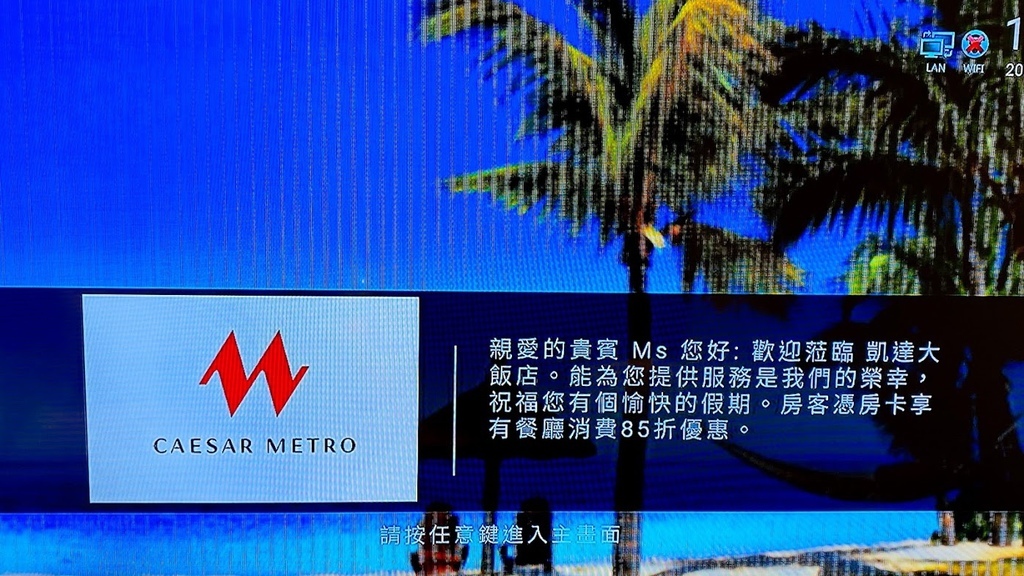 LAN WIFI
1
20
親愛的貴賓 Ms 您好: 歡迎蒞臨 凱達大
飯店。能為您提供服務是我們的榮幸，
祝福您有個愉快的假期。房客憑房卡享
有餐廳消費85折優惠。
CAESAR METRO
請按任意鍵進入主畫面